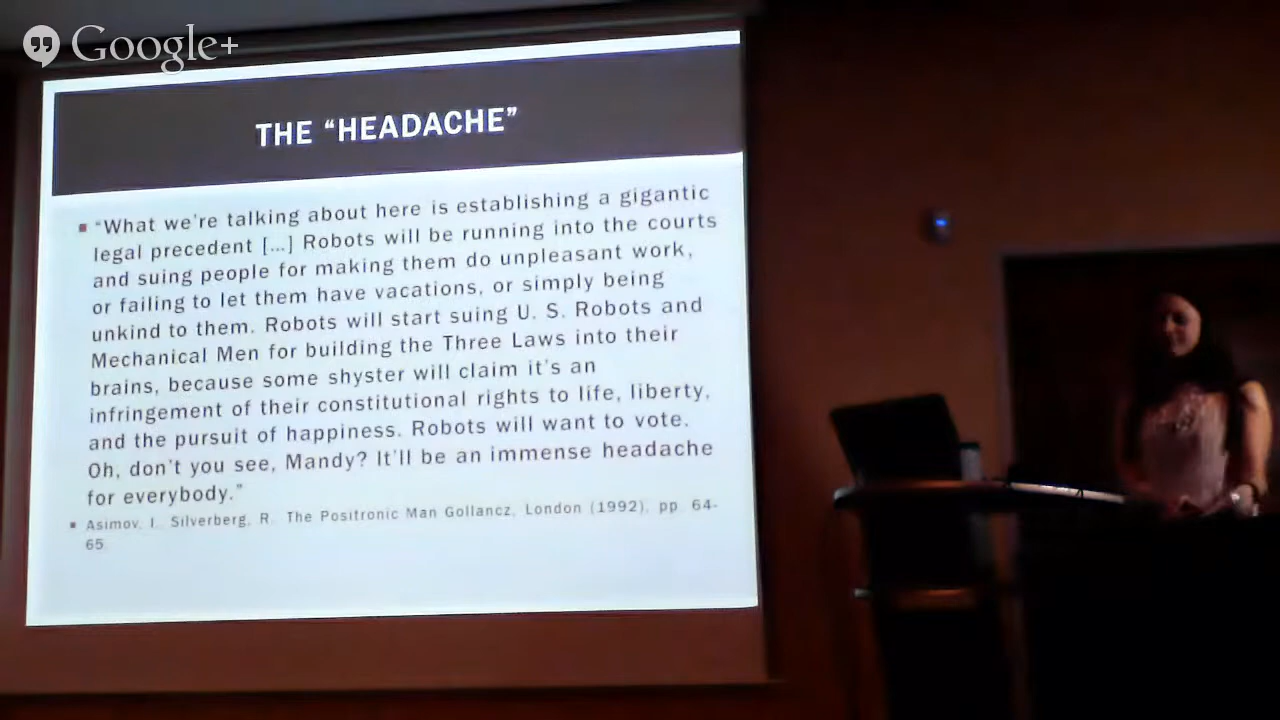 Google+
THE “HEADACHE”
“What we're talking about here is establishing a gigantic
legal precedent [...] Robots will be running into the courts
and suing people for making them do unpleasant work,
or failing to let them have vacations, or simply being
unkind to them. Robots will start suing U. S. Robots and
Mechanical Men for building the Three Laws into their
brains, because some shyster will claim it's an
infringement of their constitutional rights to life, liberty,
and the pursuit of happiness. Robots will want to vote.
Oh, don't you see, Mandy? It'll be an immense headache
for everybody.”
Asimov, I. Silverberg, R. The Positronic Man Gollancz, London (1992), pp. 64-
65